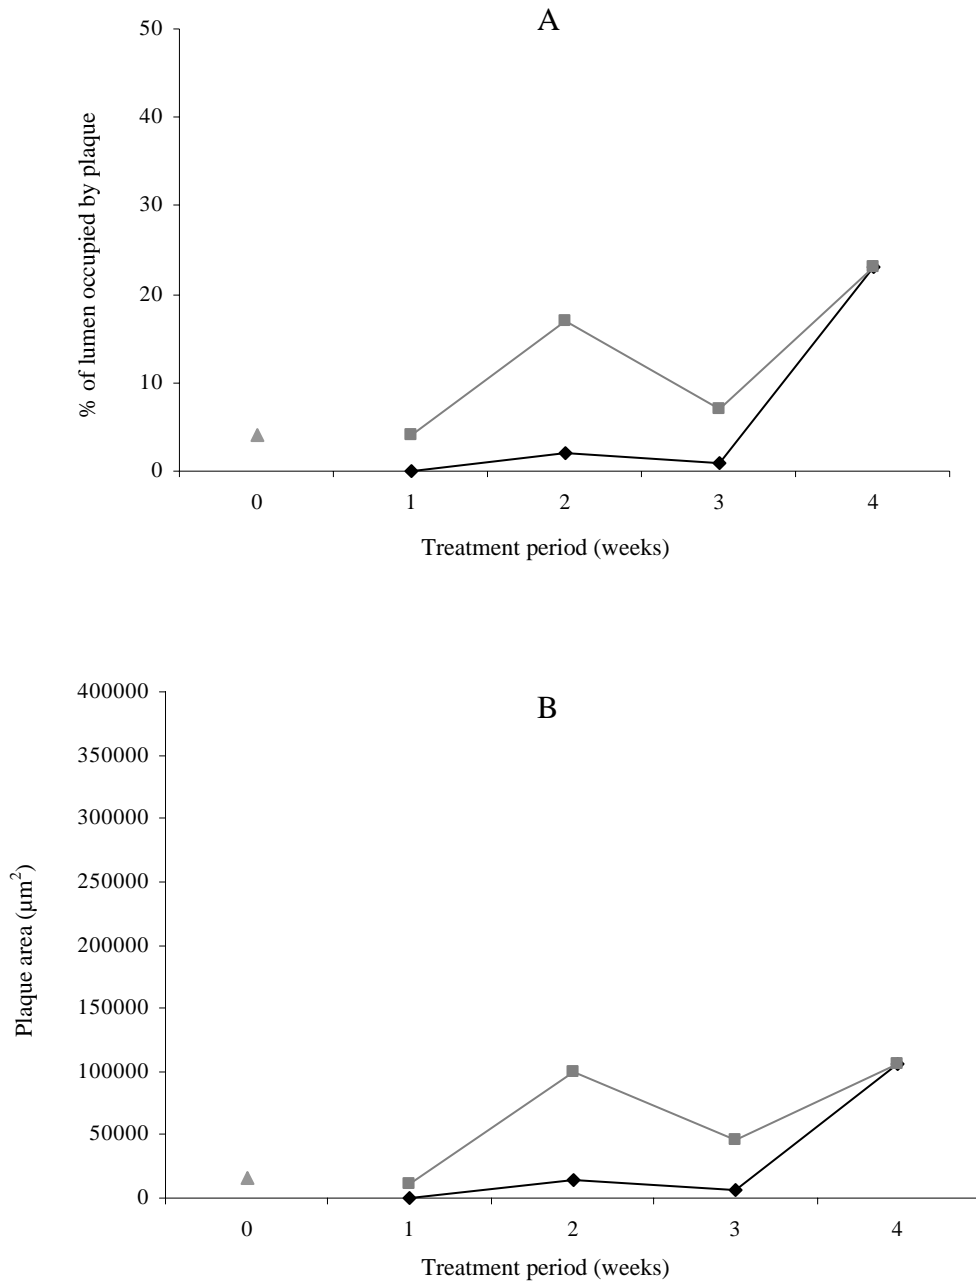 A
50
40
30
20
10
0
% of lumen occupied by plaque
0 1 2 3 4
Treatment period (weeks)
B
400000
350000
300000
250000
200000
150000
100000
50000
0
Plaque area (µm²)
0 1 2 3 4
Treatment period (weeks)